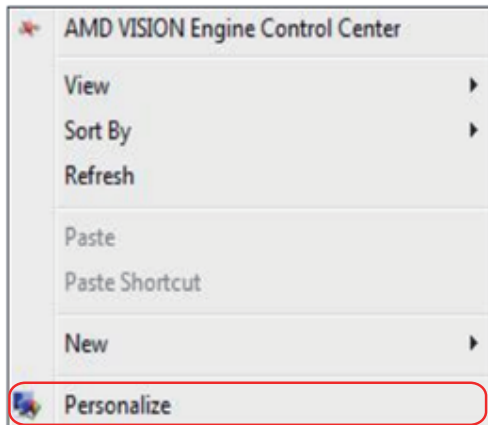 AMD VISION Engine Control Center
View
Sort By
Refresh
Paste
Paste Shortcut
New
Personalize